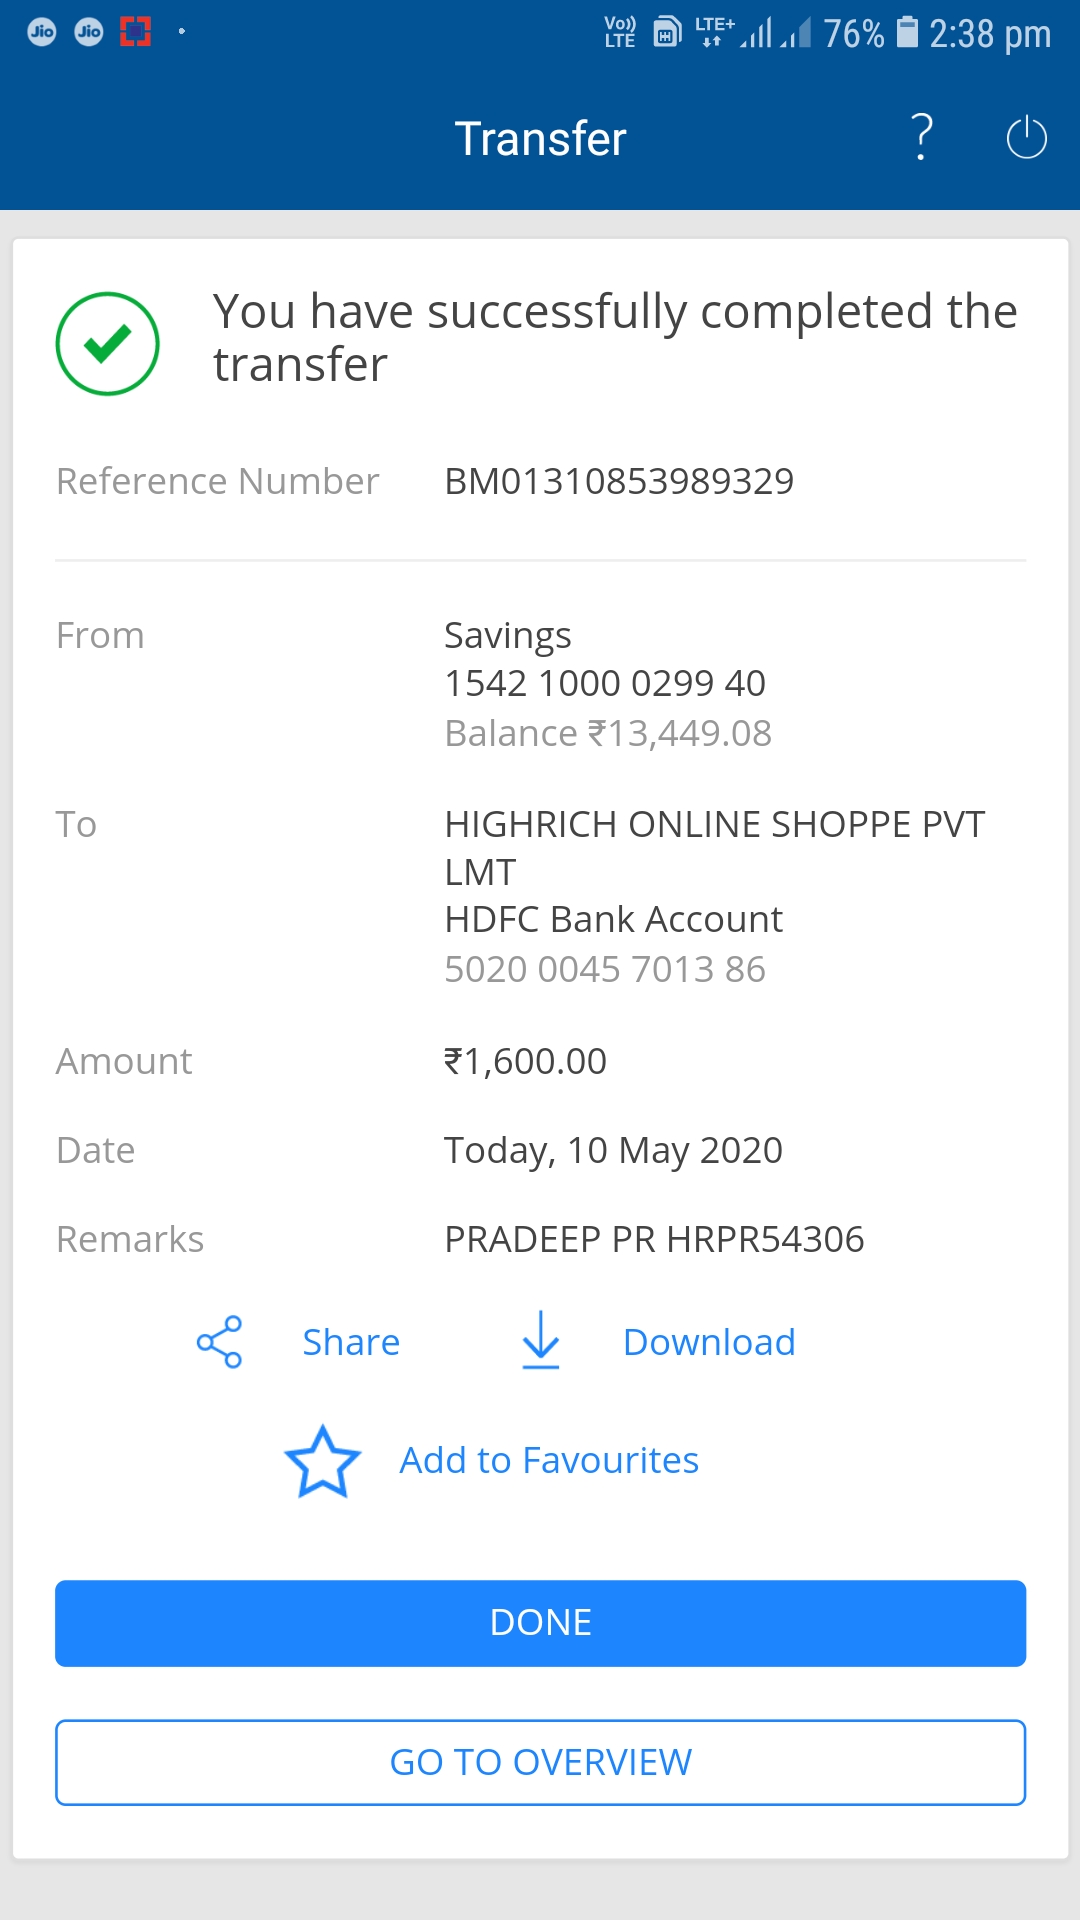 Jio Jio Vo)) LTE LTE+ 76% 2:38 pm
Transfer ?
You have successfully completed the
transfer
Reference Number BM01310853989329
From Savings
1542 1000 0299 40
Balance ₹13,449.08
To HIGHRICH ONLINE SHOPPE PVT
LMT
HDFC Bank Account
5020 0045 7013 86
Amount ₹1,600.00
Date Today, 10 May 2020
Remarks PRADEEP PR HRPR54306
Share Download
Add to Favourites
DONE
GO TO OVERVIEW